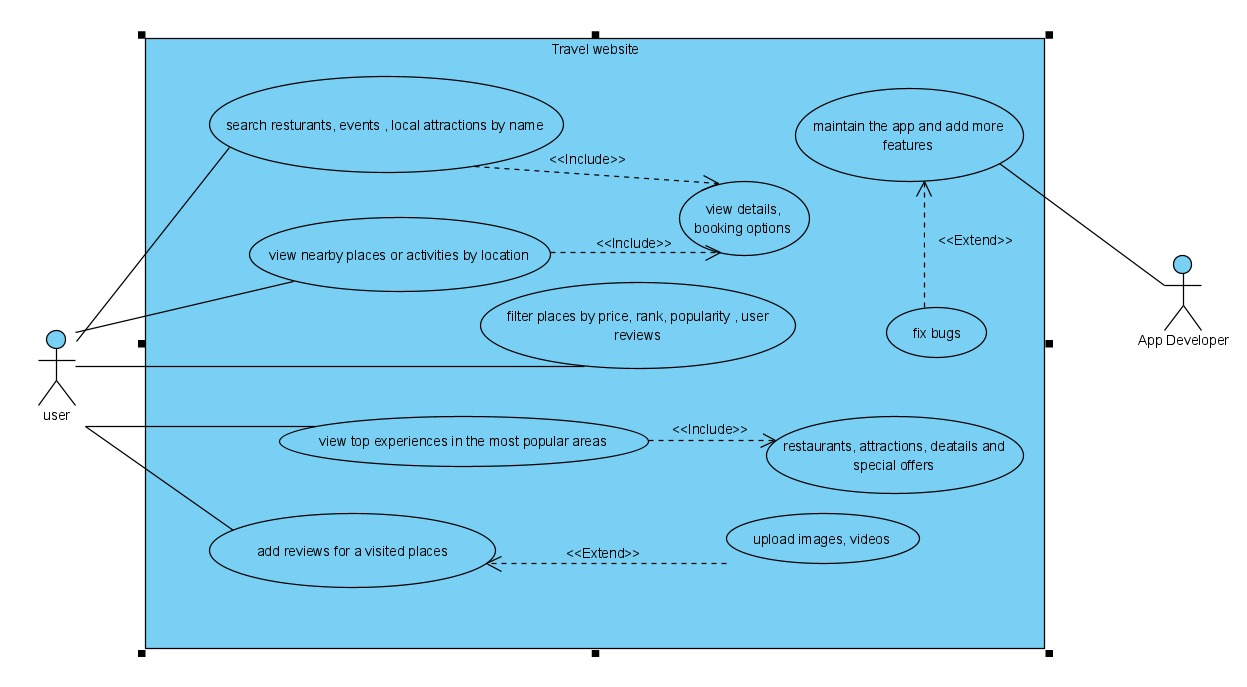 Travel website
search resturants, events , local attractions by name
maintain the app and add more
features
<<Include>>
view details,
booking options
<<Include>>
view nearby places or activities by location
<<Extend>>
filter places by price, rank, popularity , user
reviews
fix bugs
App Developer
user
view top experiences in the most popular areas
<<Include>>
restaurants, attractions, deatails and
special offers
add reviews for a visited places
<<Extend>>
upload images, videos